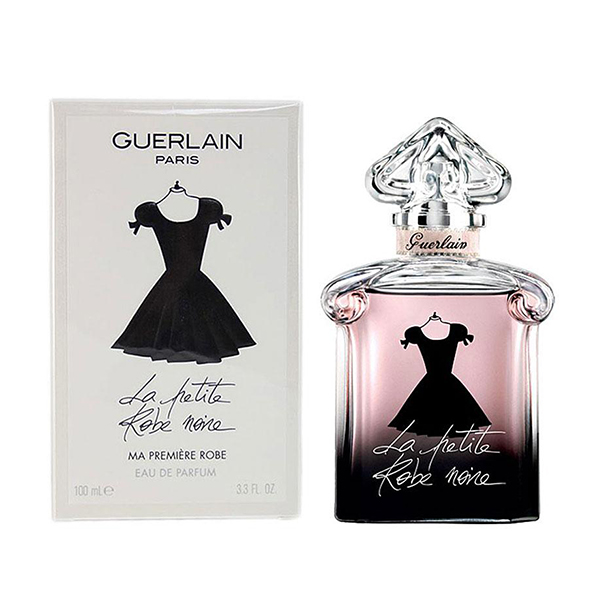 GUERLAIN
PARIS
La petite
Robe noire
MA PREMIÈRE ROBE
EAU DE PARFUM
100 mL℮ 3.3 FL. OZ.
Guerlain
La petite
Robe noire